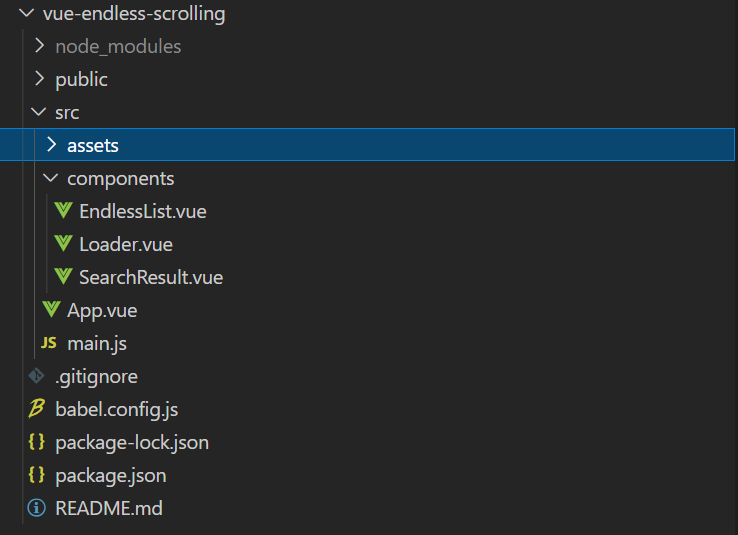 vue-endless-scrolling
node_modules
public
src
assets
components
EndlessList.vue
Loader.vue
SearchResult.vue
App.vue
JS main.js
.gitignore
B babel.config.js
{} package-lock.json
{} package.json
README.md